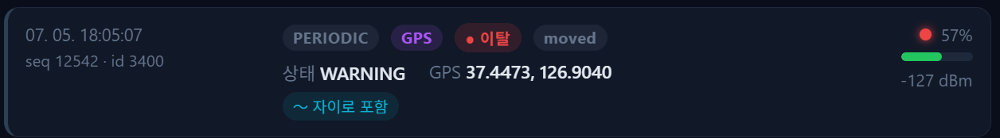 07. 05. 18:05:07
seq 12542 · id 3400
PERIODIC GPS ● 이탈 moved
상태 WARNING GPS 37.4473, 126.9040
〜 자이로 포함
57%
-127 dBm